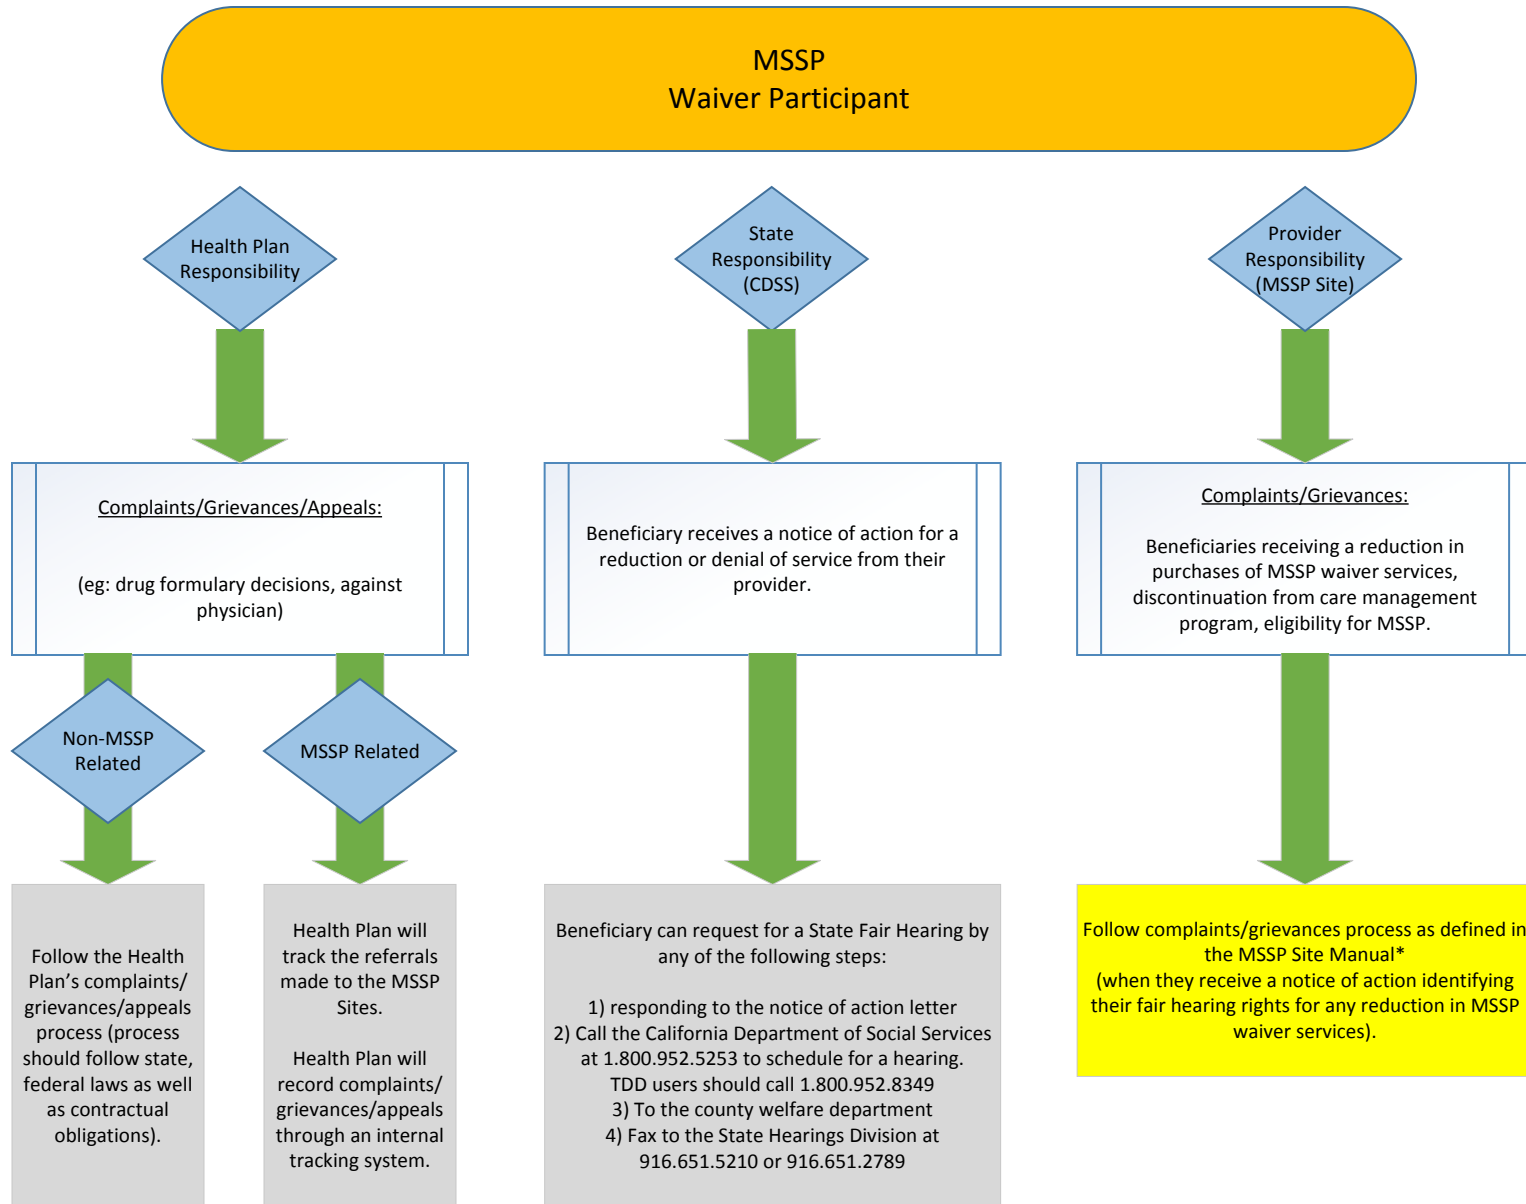 MSSP
Waiver Participant
Health Plan
Responsibility
State
Responsibility
(CDSS)
Provider
Responsibility
(MSSP Site)
Complaints/Grievances/Appeals:
(eg: drug formulary decisions, against
physician)
Beneficiary receives a notice of action for a
reduction or denial of service from their
provider.
Complaints/Grievances:
Beneficiaries receiving a reduction in
purchases of MSSP waiver services,
discontinuation from care management
program, eligibility for MSSP.
Non-MSSP
Related
MSSP Related
Follow the Health
Plan’s complaints/
grievances/appeals
process (process
should follow state,
federal laws as well
as contractual
obligations).
Health Plan will
track the referrals
made to the MSSP
Sites.
Health Plan will
record complaints/
grievances/appeals
through an internal
tracking system.
Beneficiary can request for a State Fair Hearing by
any of the following steps:
1) responding to the notice of action letter
2) Call the California Department of Social Services
at 1.800.952.5253 to schedule for a hearing.
TDD users should call 1.800.952.8349
3) To the county welfare department
4) Fax to the State Hearings Division at
916.651.5210 or 916.651.2789
Follow complaints/grievances process as defined in
the MSSP Site Manual*
(when they receive a notice of action identifying
their fair hearing rights for any reduction in MSSP
waiver services).